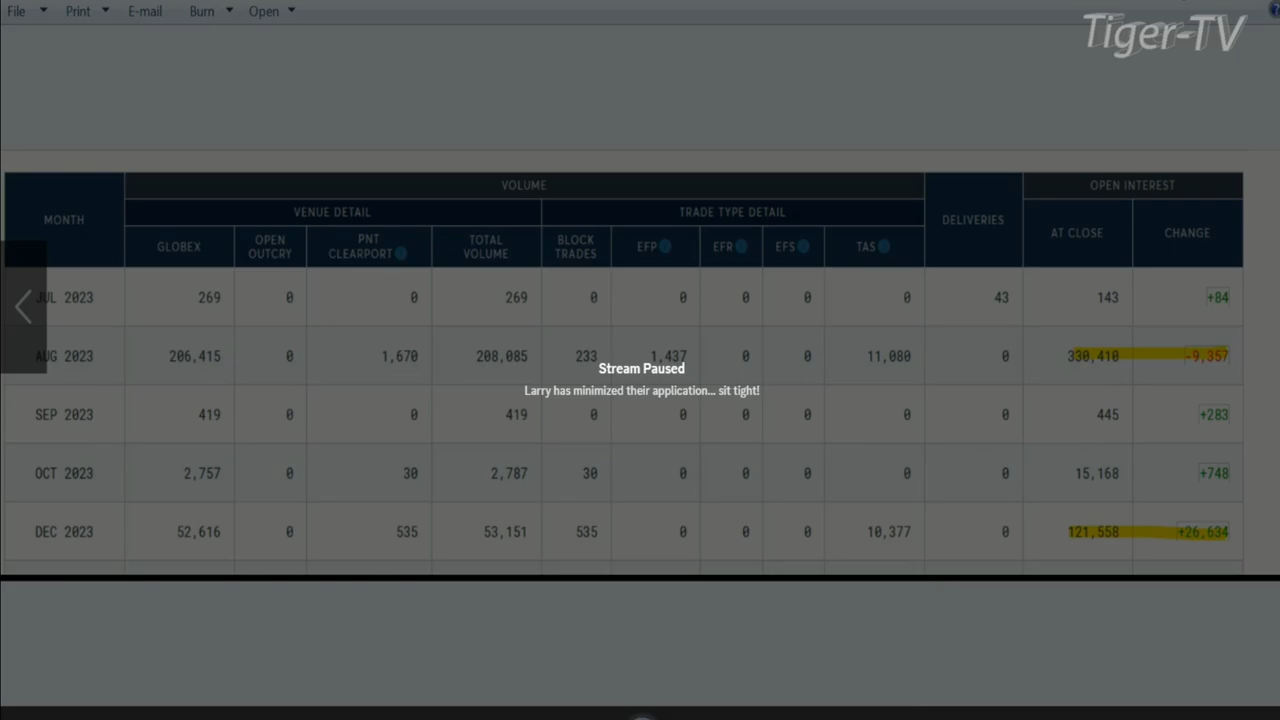 File Print E-mail Burn Open
Tiger-TV
MONTH VOLUME DELIVERIES OPEN INTEREST
VENUE DETAIL TRADE TYPE DETAIL AT CLOSE CHANGE
GLOBEX OPEN OUTCRY PNT CLEARPORT TOTAL VOLUME BLOCK TRADES EFP EFR EFS TAS
JUL 2023 269 0 0 269 0 0 0 0 0 43 143 +84
AUG 2023 206,415 0 1,670 208,085 233 1,437 0 0 11,080 0 330,410 -9,357
Stream Paused
Larry has minimized their application... sit tight!
SEP 2023 419 0 0 419 0 0 0 0 0 0 445 +283
OCT 2023 2,757 0 30 2,787 30 0 0 0 0 0 15,168 +748
DEC 2023 52,616 0 535 53,151 535 0 0 0 10,377 0 121,558 +26,634